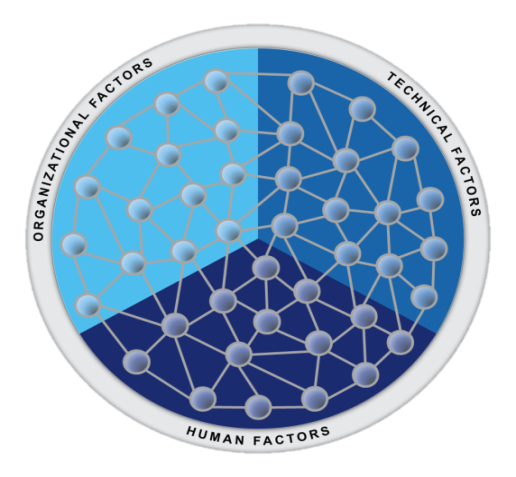 ORGANIZATIONAL FACTORS
TECHNICAL FACTORS
HUMAN FACTORS